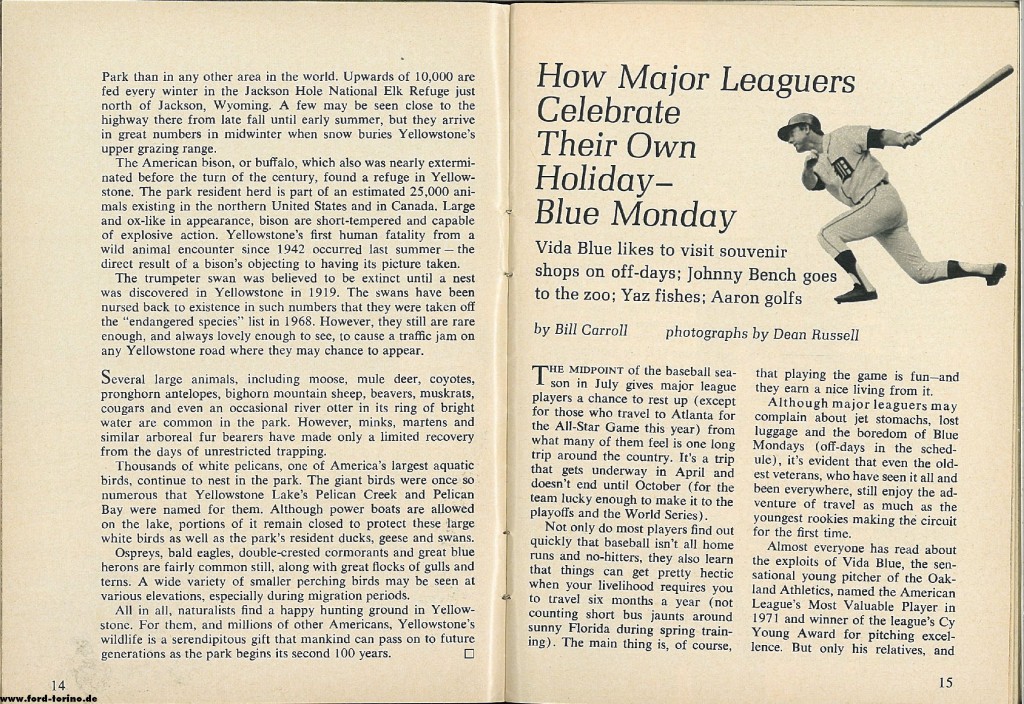 Park than in any other area in the world. Upwards of 10,000 are
fed every winter in the Jackson Hole National Elk Refuge just
north of Jackson, Wyoming. A few may be seen close to the
highway there from late fall until early summer, but they arrive
in great numbers in midwinter when snow buries Yellowstone's
upper grazing range.
The American bison, or buffalo, which also was nearly extermi-
nated before the turn of the century, found a refuge in Yellow-
stone. The park resident herd is part of an estimated 25,000 ani-
mals existing in the northern United States and in Canada. Large
and ox-like in appearance, bison are short-tempered and capable
of explosive action. Yellowstone's first human fatality from a
wild animal encounter since 1942 occurred last summer – the
direct result of a bison's objecting to having its picture taken.
The trumpeter swan was believed to be extinct until a nest
was discovered in Yellowstone in 1919. The swans have been
nursed back to existence in such numbers that they were taken off
the "endangered species" list in 1968. However, they still are rare
enough, and always lovely enough to see, to cause a traffic jam on
any Yellowstone road where they may chance to appear.
Several large animals, including moose, mule deer, coyotes,
pronghorn antelopes, bighorn mountain sheep, beavers, muskrats,
cougars and even an occasional river otter in its ring of bright
water are common in the park. However, minks, martens and
similar arboreal fur bearers have made only a limited recovery
from the days of unrestricted trapping.
Thousands of white pelicans, one of America's largest aquatic
birds, continue to nest in the park. The giant birds were once so
numerous that Yellowstone Lake's Pelican Creek and Pelican
Bay were named for them. Although power boats are allowed
on the lake, portions of it remain closed to protect these large
white birds as well as the park's resident ducks, geese and swans.
Ospreys, bald eagles, double-crested cormorants and great blue
herons are fairly common still, along with great flocks of gulls and
terns. A wide variety of smaller perching birds may be seen at
various elevations, especially during migration periods.
All in all, naturalists find a happy hunting ground in Yellow-
stone. For them, and millions of other Americans, Yellowstone's
wildlife is a serendipitous gift that mankind can pass on to future
generations as the park begins its second 100 years. □
14
www.ford-torino.de
How Major Leaguers
Celebrate
Their Own
Holiday–
Blue Monday
Vida Blue likes to visit souvenir
shops on off-days; Johnny Bench goes
to the zoo; Yaz fishes; Aaron golfs
by Bill Carroll photographs by Dean Russell
THE MIDPOINT of the baseball sea-
son in July gives major league
players a chance to rest up (except
for those who travel to Atlanta for
the All-Star Game this year) from
what many of them feel is one long
trip around the country. It's a trip
that gets underway in April and
doesn't end until October (for the
team lucky enough to make it to the
playoffs and the World Series).
Not only do most players find out
quickly that baseball isn't all home
runs and no-hitters, they also learn
that things can get pretty hectic
when your livelihood requires you
to travel six months a year (not
counting short bus jaunts around
sunny Florida during spring train-
ing). The main thing is, of course,
that playing the game is fun—and
they earn a nice living from it.
Although major leaguers may
complain about jet stomachs, lost
luggage and the boredom of Blue
Mondays (off-days in the sched-
ule), it's evident that even the old-
est veterans, who have seen it all and
been everywhere, still enjoy the ad-
venture of travel as much as the
youngest rookies making the circuit
for the first time.
Almost everyone has read about
the exploits of Vida Blue, the sen-
sational young pitcher of the Oak-
land Athletics, named the American
League's Most Valuable Player in
1971 and winner of the league's Cy
Young Award for pitching excel-
lence. But only his relatives, and
15